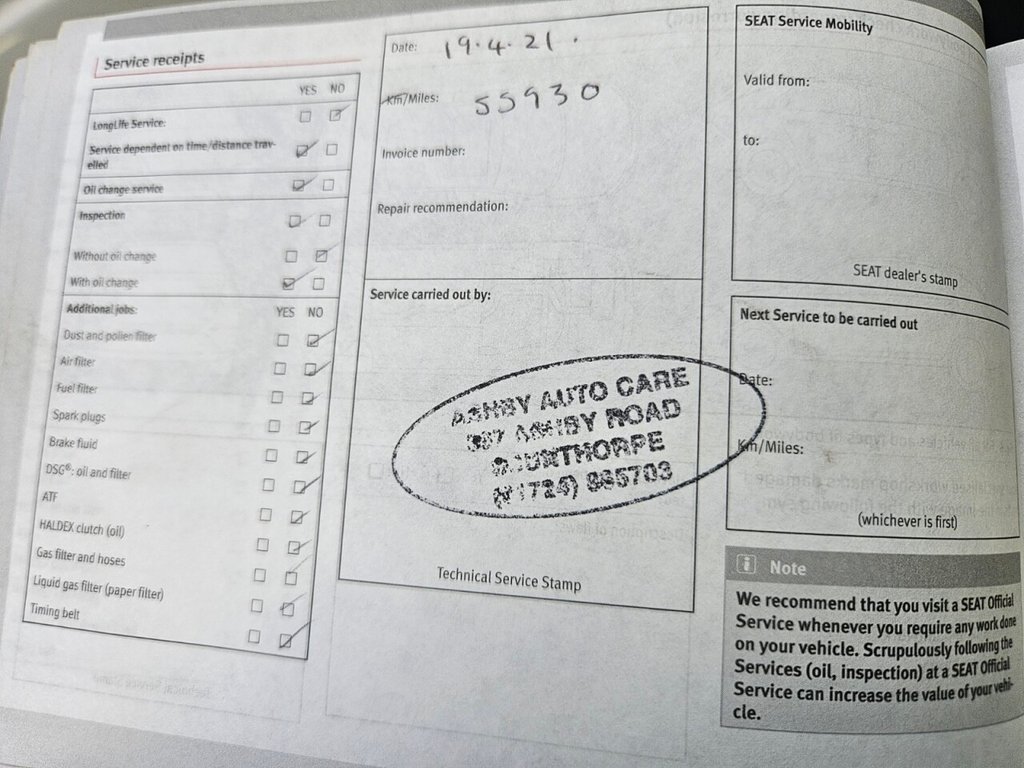 Service receipts
YES NO
LongLife Service:
Service dependent on time/distance trav-
elled
Oil change service
Inspection
Without oil change
With oil change
Additional jobs: YES NO
Dust and pollen filter
Air filter
Fuel filter
Spark plugs
Brake fluid
DSG®: oil and filter
ATF
HALDEX clutch (oil)
Gas filter and hoses
Liquid gas filter (paper filter)
Timing belt
Date: 19.4.21.
Km/Miles: 55930
Invoice number:
Repair recommendation:
Service carried out by:
ASHBY AUTO CARE
ASHBY ROAD
SCUNTHORPE
(01724)
Technical Service Stamp
SEAT Service Mobility
Valid from:
to:
SEAT dealer's stamp
Next Service to be carried out
Date:
Km/Miles:
(whichever is first)
i Note
We recommend that you visit a SEAT Official
Service whenever you require any work done
on your vehicle. Scrupulously following the
Services (oil, inspection) at a SEAT Official
Service can increase the value of your vehi-
cle.